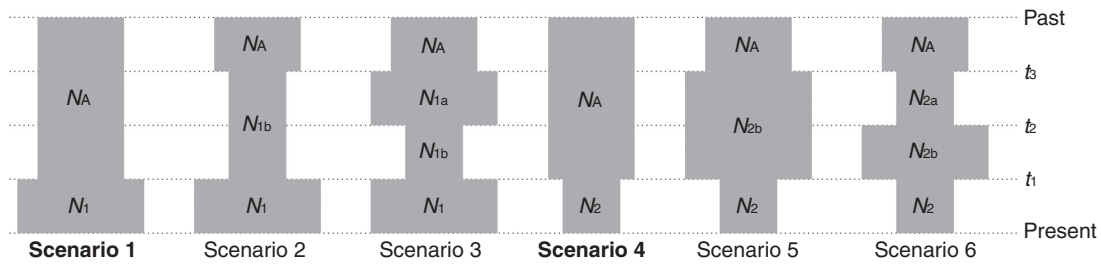 Past
NA NA NA NA
t3
NA N1a NA N2a
N1b N2b
t2
N1b N2b
t1
N1 N1 N1 N2 N2 N2
Present
Scenario 1 Scenario 2 Scenario 3 Scenario 4 Scenario 5 Scenario 6